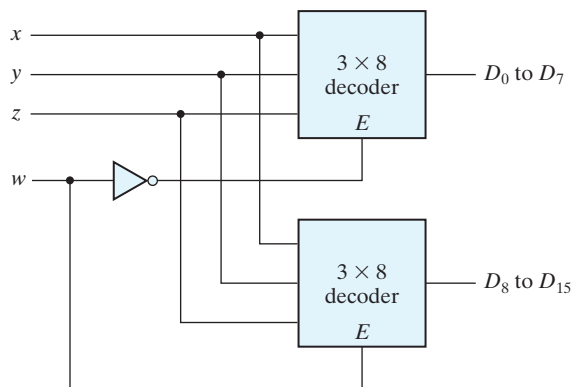 x
y
z
w
3 × 8
decoder
E
D₀ to D₇
3 × 8
decoder
E
D₈ to D₁₅